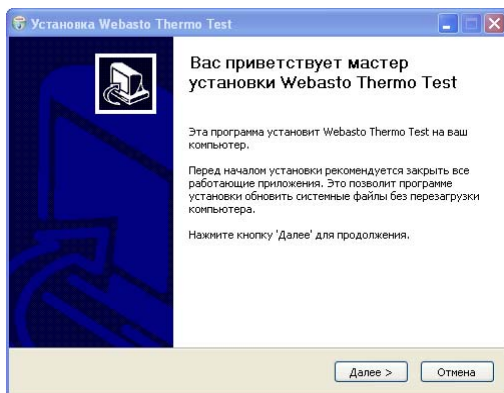 Установка Webasto Thermo Test
Вас приветствует мастер
установки Webasto Thermo Test
Эта программа установит Webasto Thermo Test на ваш
компьютер.
Перед началом установки рекомендуется закрыть все
работающие приложения. Это позволит программе
установки обновить системные файлы без перезагрузки
компьютера.
Нажмите кнопку 'Далее' для продолжения.
Далее >
Отмена